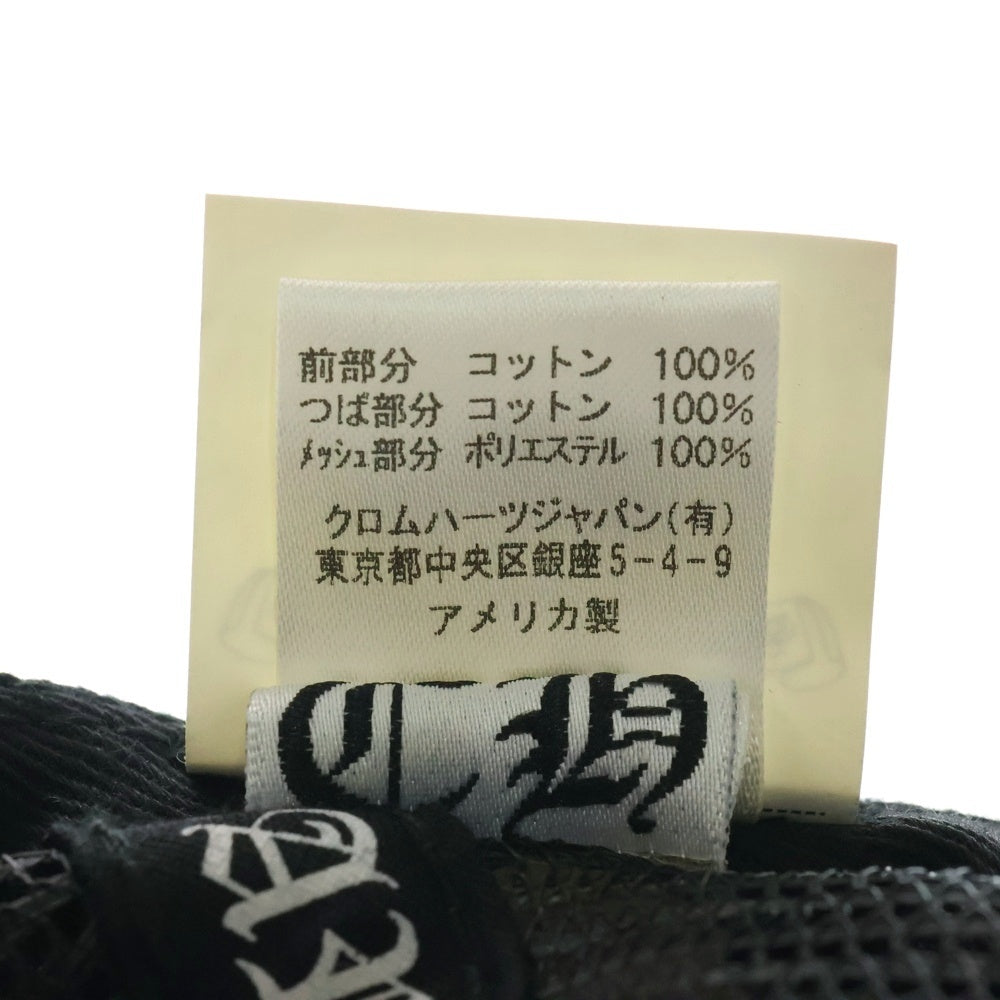 前部分 コットン 100%
つば部分 コットン 100%
ﾒｯｼｭ部分 ポリエステル 100%
クロムハーツジャパン(有)
東京都中央区銀座5-4-9
アメリカ製
CH